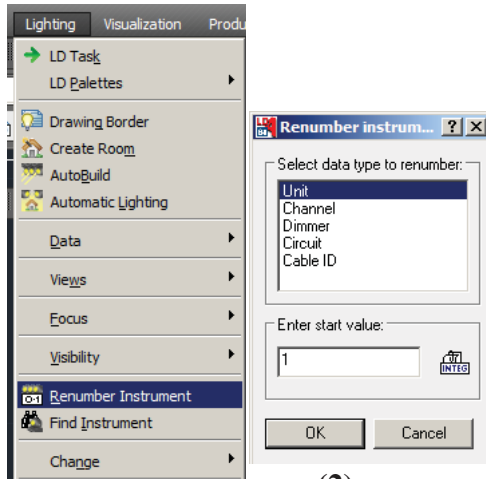 Lighting Visualization Produ
LD Task
LD Palettes
Drawing Border
Create Room
AutoBuild
Automatic Lighting
Data
Views
Focus
Visibility
Renumber Instrument
Find Instrument
Change
Renumber instrum... ? X
Select data type to renumber:
Unit
Channel
Dimmer
Circuit
Cable ID
Enter start value:
1
INTEG
OK Cancel